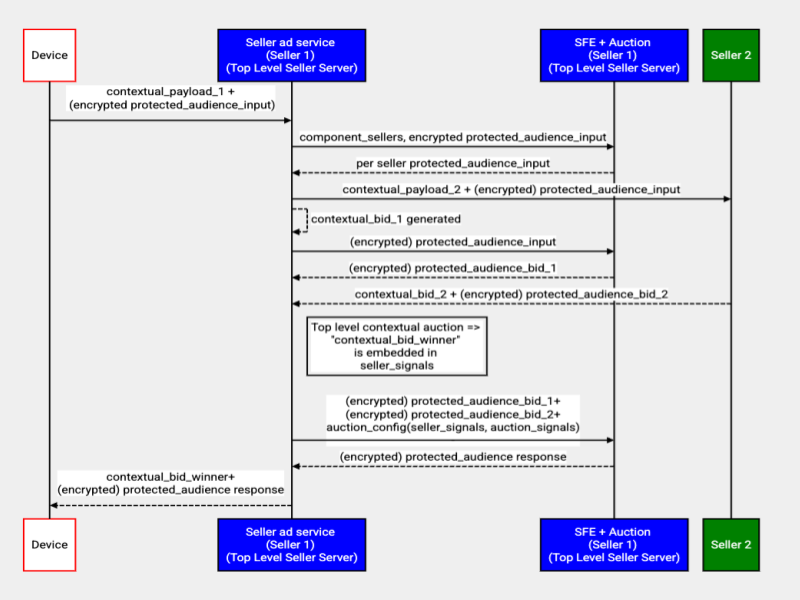 Device
Seller ad service
(Seller 1)
(Top Level Seller Server)
SFE + Auction
(Seller 1)
(Top Level Seller Server)
Seller 2
contextual_payload_1 +
(encrypted protected_audience_input)
component_sellers, encrypted protected_audience_input
per seller protected_audience_input
contextual_payload_2 + (encrypted) protected_audience_input
contextual_bid_1 generated
(encrypted) protected_audience_input
(encrypted) protected_audience_bid_1
contextual_bid_2 + (encrypted) protected_audience_bid_2
Top level contextual auction =>
"contextual_bid_winner"
is embedded in
seller_signals
(encrypted) protected_audience_bid_1+
(encrypted) protected_audience_bid_2+
auction_config(seller_signals, auction_signals)
(encrypted) protected_audience response
contextual_bid_winner+
(encrypted) protected_audience response
Device
Seller ad service
(Seller 1)
(Top Level Seller Server)
SFE + Auction
(Seller 1)
(Top Level Seller Server)
Seller 2